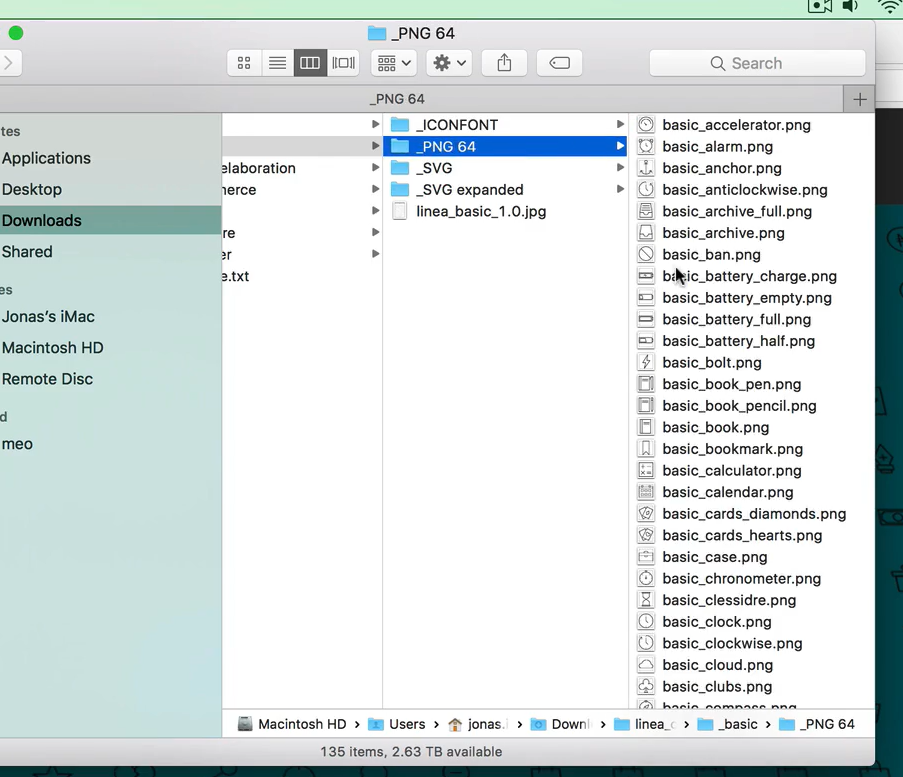 _PNG 64
Search
_PNG 64
tes
Applications
Desktop
Downloads
Shared
es
Jonas's iMac
Macintosh HD
Remote Disc
d
meo
elaboration
nerce
re
er
e.txt
_ICONFONT
_PNG 64
_SVG
_SVG expanded
linea_basic_1.0.jpg
basic_accelerator.png
basic_alarm.png
basic_anchor.png
basic_anticlockwise.png
basic_archive_full.png
basic_archive.png
basic_ban.png
basic_battery_charge.png
basic_battery_empty.png
basic_battery_full.png
basic_battery_half.png
basic_bolt.png
basic_book_pen.png
basic_book_pencil.png
basic_book.png
basic_bookmark.png
basic_calculator.png
basic_calendar.png
basic_cards_diamonds.png
basic_cards_hearts.png
basic_case.png
basic_chronometer.png
basic_clessidre.png
basic_clock.png
basic_clockwise.png
basic_cloud.png
basic_clubs.png
basic_compass.png
Macintosh HD > Users > jonas. > Downl > linea_ > _basic > _PNG 64
135 items, 2.63 TB available